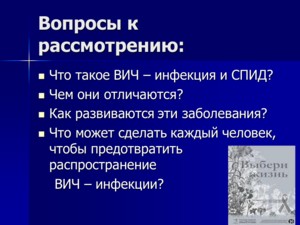 Вопросы к
рассмотрению:
Что такое ВИЧ – инфекция и СПИД?
Чем они отличаются?
Как развиваются эти заболевания?
Что может сделать каждый человек,
чтобы предотвратить
распространение
ВИЧ – инфекции?
Выбери
жизнь